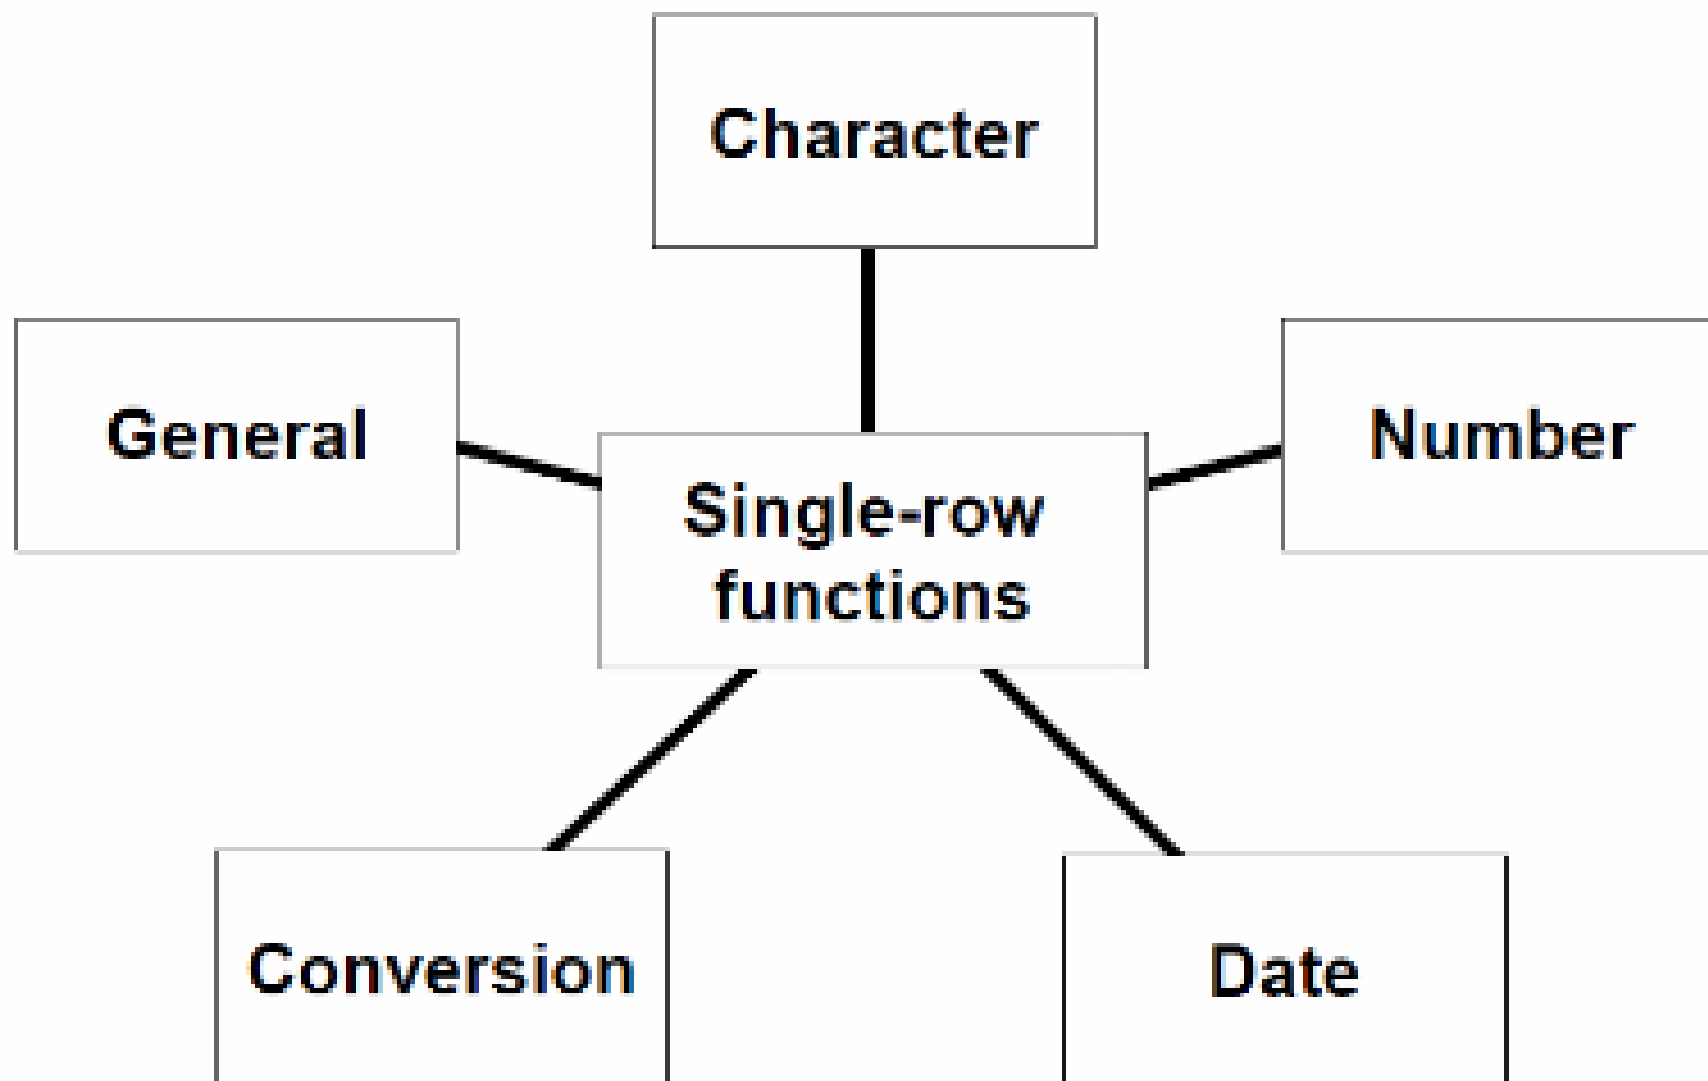 Character
General
Number
Single-row
functions
Conversion
Date